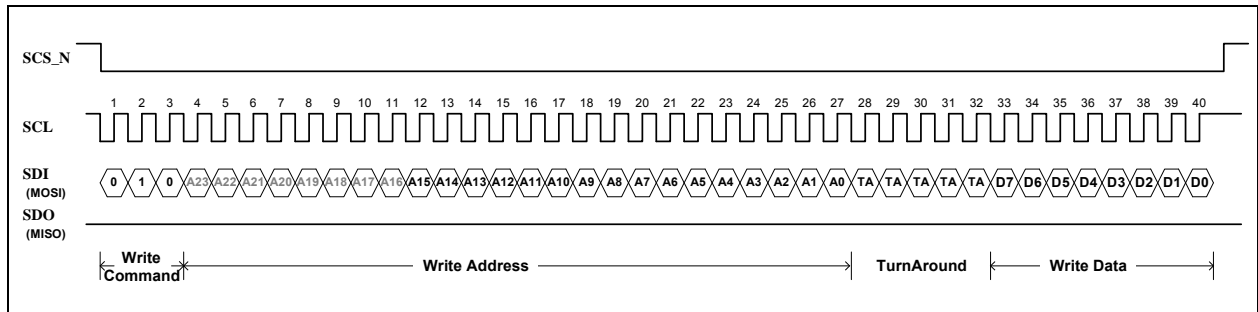 SCS_N
1 2 3 4 5 6 7 8 9 10 11 12 13 14 15 16 17 18 19 20 21 22 23 24 25 26 27 28 29 30 31 32 33 34 35 36 37 38 39 40
SCL
SDI
(MOSI)
0 1 0 A23 A22 A21 A20 A19 A18 A17 A16 A15 A14 A13 A12 A11 A10 A9 A8 A7 A6 A5 A4 A3 A2 A1 A0 TA TA TA TA TA D7 D6 D5 D4 D3 D2 D1 D0
SDO
(MISO)
Write
Command
Write Address
TurnAround
Write Data